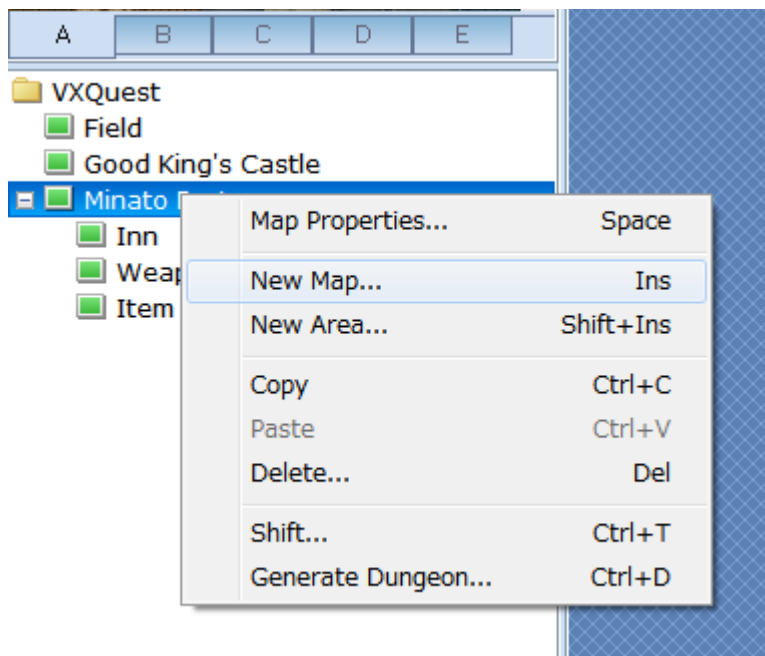 A B C D E
VXQuest
Field
Good King's Castle
Minato
Inn
Item
Map Properties... Space
New Map... Ins
New Area... Shift+Ins
Copy Ctrl+C
Paste Ctrl+V
Delete... Del
Shift... Ctrl+T
Generate Dungeon... Ctrl+D